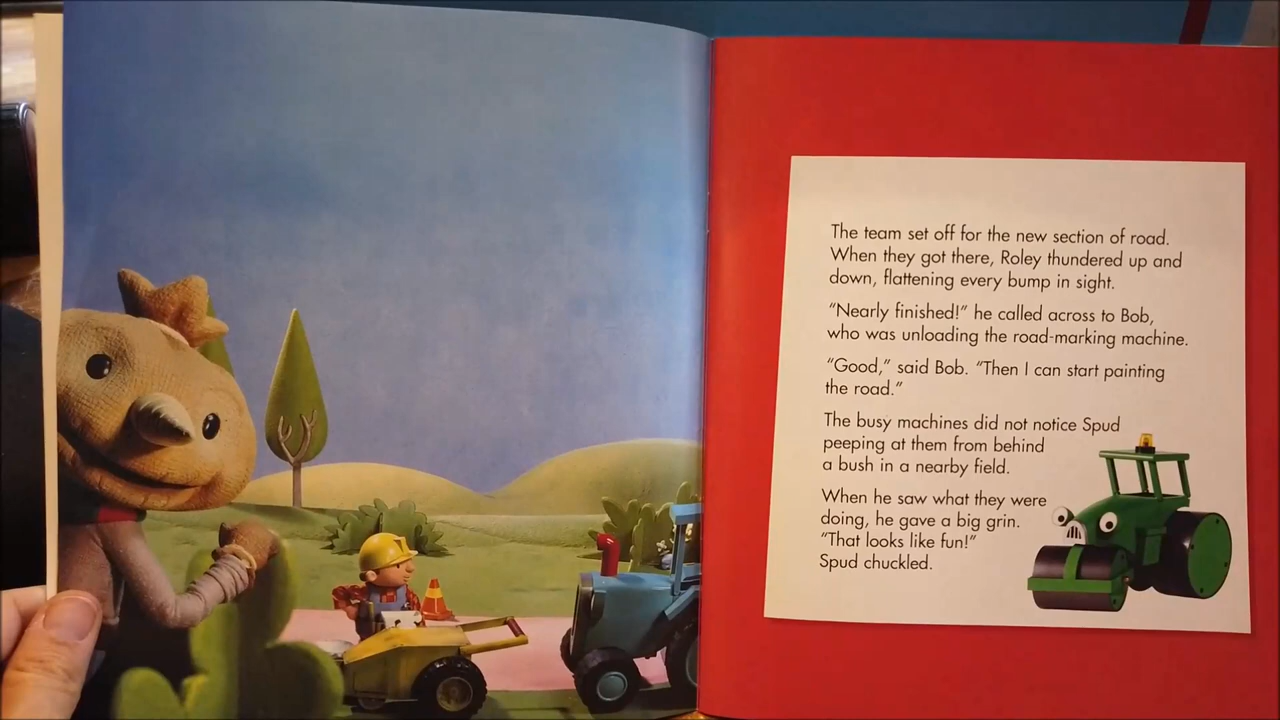 The team set off for the new section of road.
When they got there, Roley thundered up and
down, flattening every bump in sight.
“Nearly finished!” he called across to Bob,
who was unloading the road-marking machine.
“Good,” said Bob. “Then I can start painting
the road.”
The busy machines did not notice Spud
peeping at them from behind
a bush in a nearby field.
When he saw what they were
doing, he gave a big grin.
“That looks like fun!”
Spud chuckled.